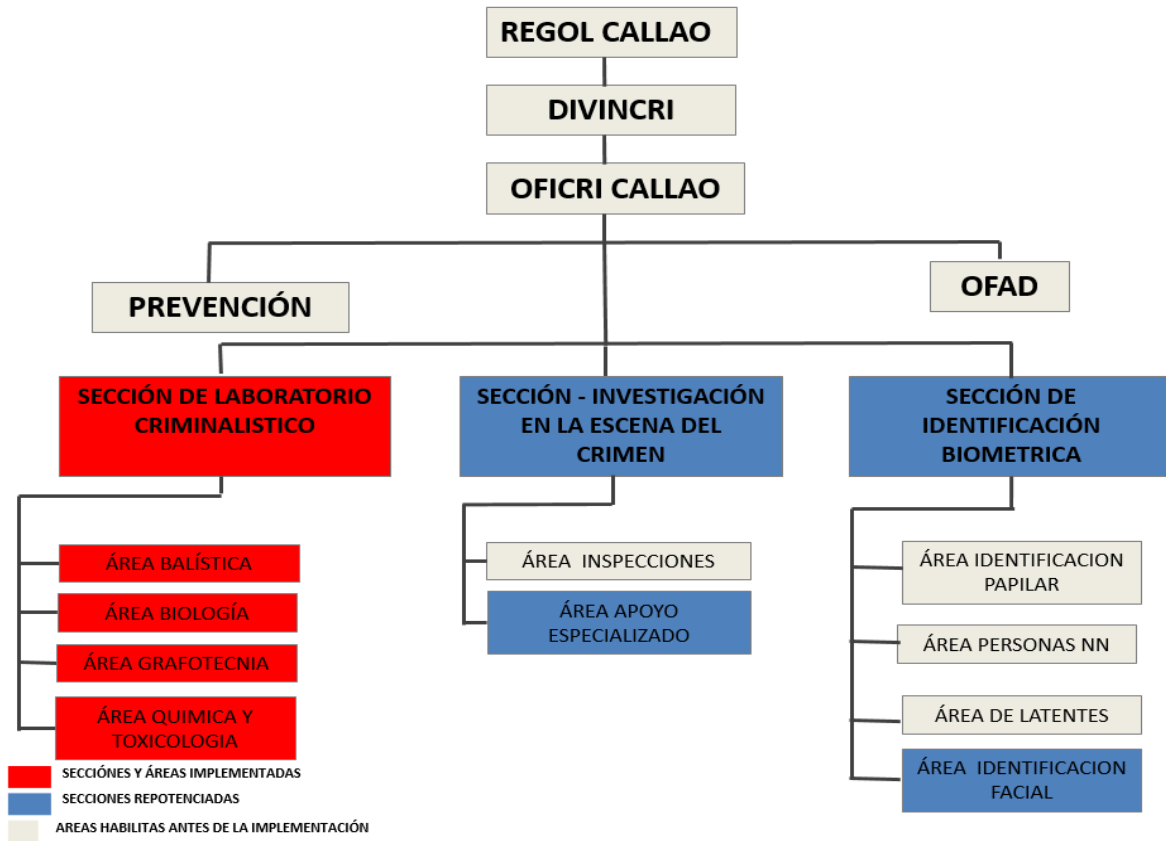 REGOL CALLAO
DIVINCRI
OFICRI CALLAO
PREVENCIÓN
OFAD
SECCIÓN DE LABORATORIO
CRIMINALISTICO
SECCIÓN - INVESTIGACIÓN
EN LA ESCENA DEL
CRIMEN
SECCIÓN DE
IDENTIFICACIÓN
BIOMETRICA
ÁREA BALÍSTICA
ÁREA BIOLOGÍA
ÁREA GRAFOTECNIA
ÁREA QUIMICA Y
TOXICOLOGIA
ÁREA INSPECCIONES
ÁREA APOYO
ESPECIALIZADO
ÁREA IDENTIFICACION
PAPILAR
ÁREA PERSONAS NN
ÁREA DE LATENTES
ÁREA IDENTIFICACION
FACIAL
SECCIÓNES Y ÁREAS IMPLEMENTADAS
SECCIONES REPOTENCIADAS
AREAS HABILITAS ANTES DE LA IMPLEMENTACIÓN